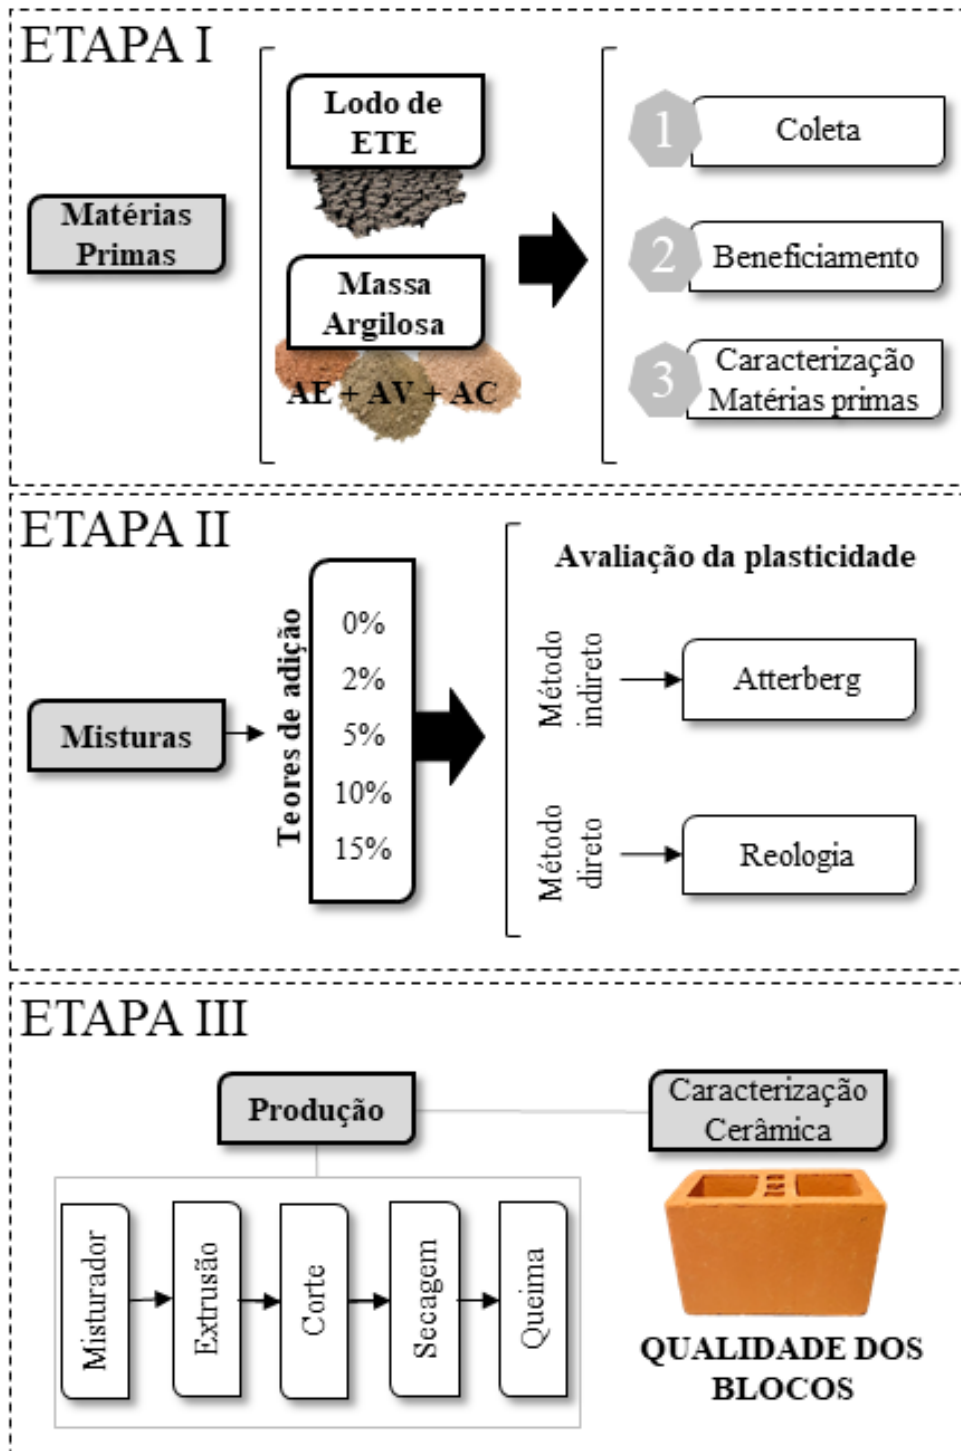 ETAPA I
Matérias
Primas
Lodo de
ETE
Massa
Argilosa
AE + AV + AC
1
Coleta
2
Beneficiamento
3
Caracterização
Matérias primas
ETAPA II
Misturas
Teores de adição
0%
2%
5%
10%
15%
Avaliação da plasticidade
Método
indireto
Atterberg
Método
direto
Reologia
ETAPA III
Produção
Caracterização
Cerâmica
Misturador
Extrusão
Corte
Secagem
Queima
QUALIDADE DOS
BLOCOS